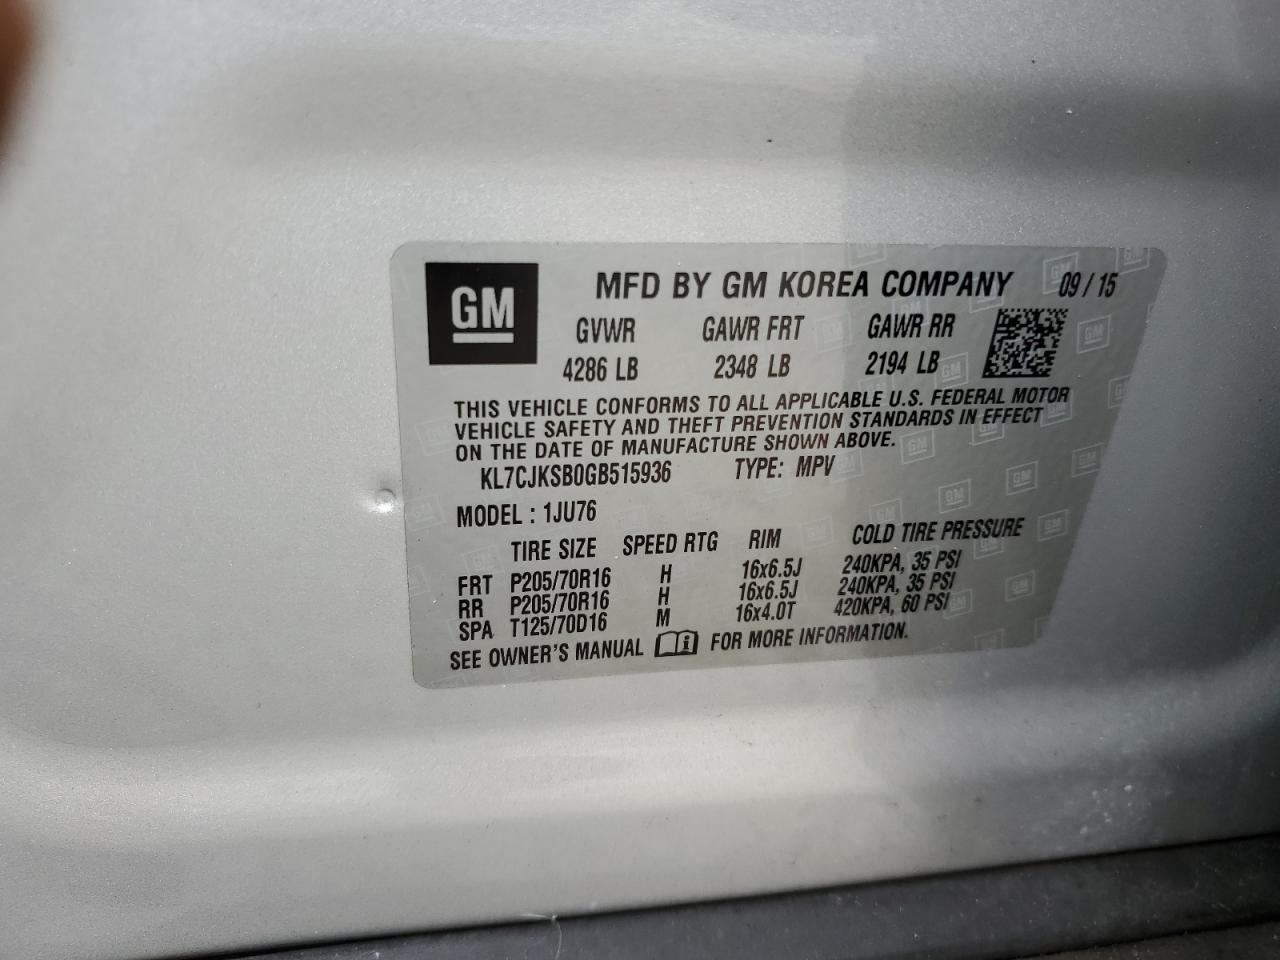 GM
MFD BY GM KOREA COMPANY 09 / 15
GVWR GAWR FRT GAWR RR
4286 LB 2348 LB 2194 LB
THIS VEHICLE CONFORMS TO ALL APPLICABLE U.S. FEDERAL MOTOR
VEHICLE SAFETY AND THEFT PREVENTION STANDARDS IN EFFECT
ON THE DATE OF MANUFACTURE SHOWN ABOVE.
KL7CJKSB0GB515936 TYPE: MPV
MODEL : 1JU76
TIRE SIZE SPEED RTG RIM COLD TIRE PRESSURE
FRT P205/70R16 H 16x6.5J 240KPA, 35 PSI
RR P205/70R16 H 16x6.5J 240KPA, 35 PSI
SPA T125/70D16 M 16x4.0T 420KPA, 60 PSI
SEE OWNER'S MANUAL i FOR MORE INFORMATION.